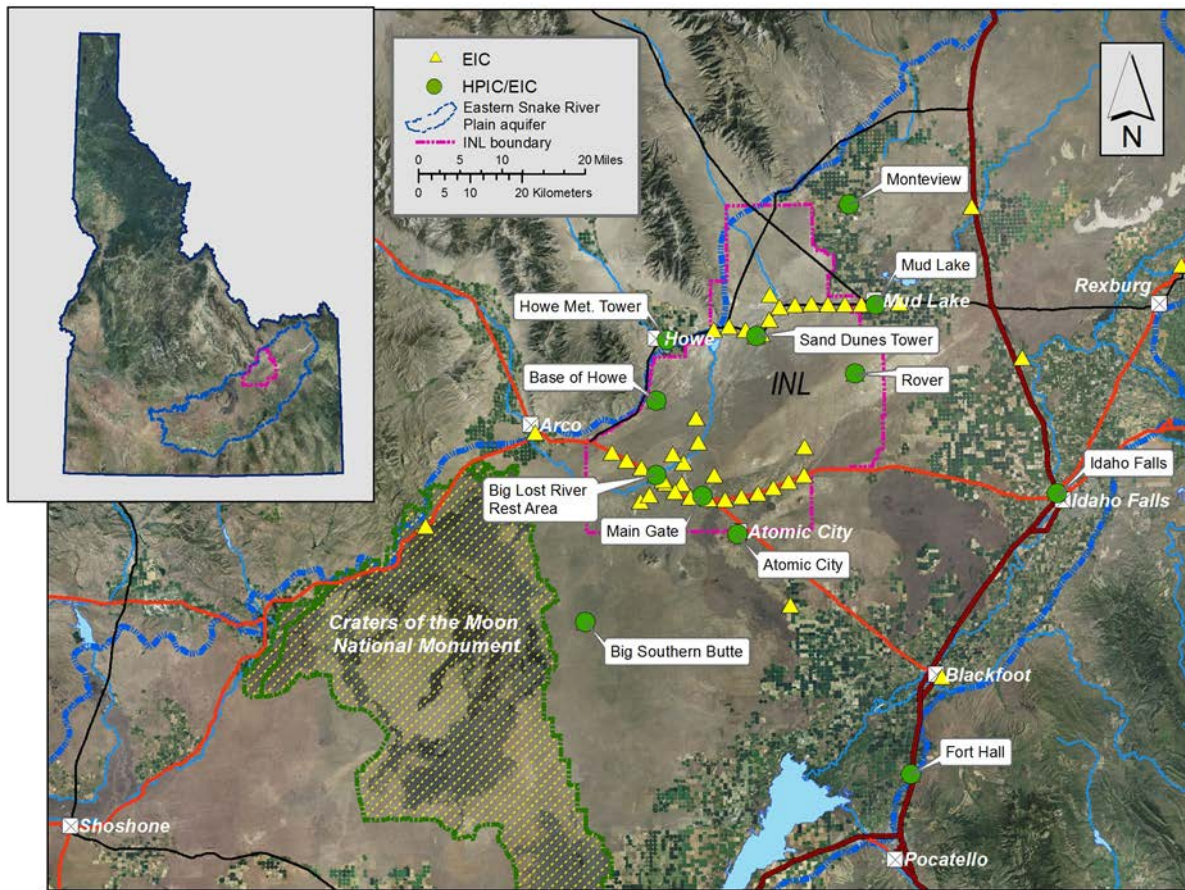 EIC
HPIC/EIC
Eastern Snake River
Plain aquifer
INL boundary
0 5 10 20 Miles
0 5 10 20 Kilometers
N
Monteview
Mud Lake
Mud Lake
Rexburg
Howe Met. Tower
Howe
Sand Dunes Tower
Base of Howe
INL
Rover
Arco
Idaho Falls
Idaho Falls
Big Lost River
Rest Area
Main Gate
Atomic City
Atomic City
Craters of the Moon
National Monument
Big Southern Butte
Blackfoot
Fort Hall
Shoshone
Pocatello